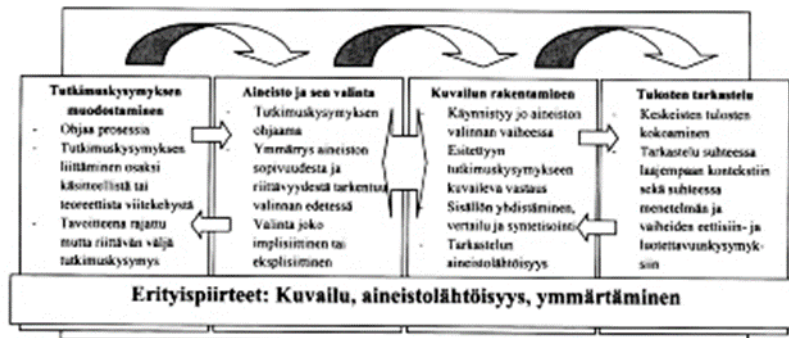 Tutkimuskysymyksen
muodostaminen
- Ohjaa prosessia
- Tutkimuskysymyksen
liittäminen osaksi
käsitteellistä tai
teoreettista viitekehystä
- Tavoitteena rajattu
mutta riittävän väljä
tutkimuskysymys
Aineisto ja sen valinta
- Tutkimuskysymyksen
ohjaama
- Ymmärrys aineiston
sopivuudesta ja
riittävyydestä tarkentuu
valinnan edetessä
- Valinta joko
implisiittinen tai
eksplisiittinen
Kuvailun rakentaminen
- Käynnistyy jo aineiston
valinnan vaiheessa
- Esitettyyn
tutkimuskysymykseen
kuvaileva vastaus
- Sisällön yhdistäminen,
vertailu ja syntetisointi
- Tarkastelun
aineistolähtöisyys
Tulosten tarkastelu
- Keskeisten tulosten
kokoaminen
- Tarkastelu suhteessa
laajempaan kontekstiin
sekä suhteessa
menetelmän ja
vaiheiden eettisiin- ja
luotettavuuskysymyk-
siin
Erityispiirteet: Kuvailu, aineistolähtöisyys, ymmärtäminen